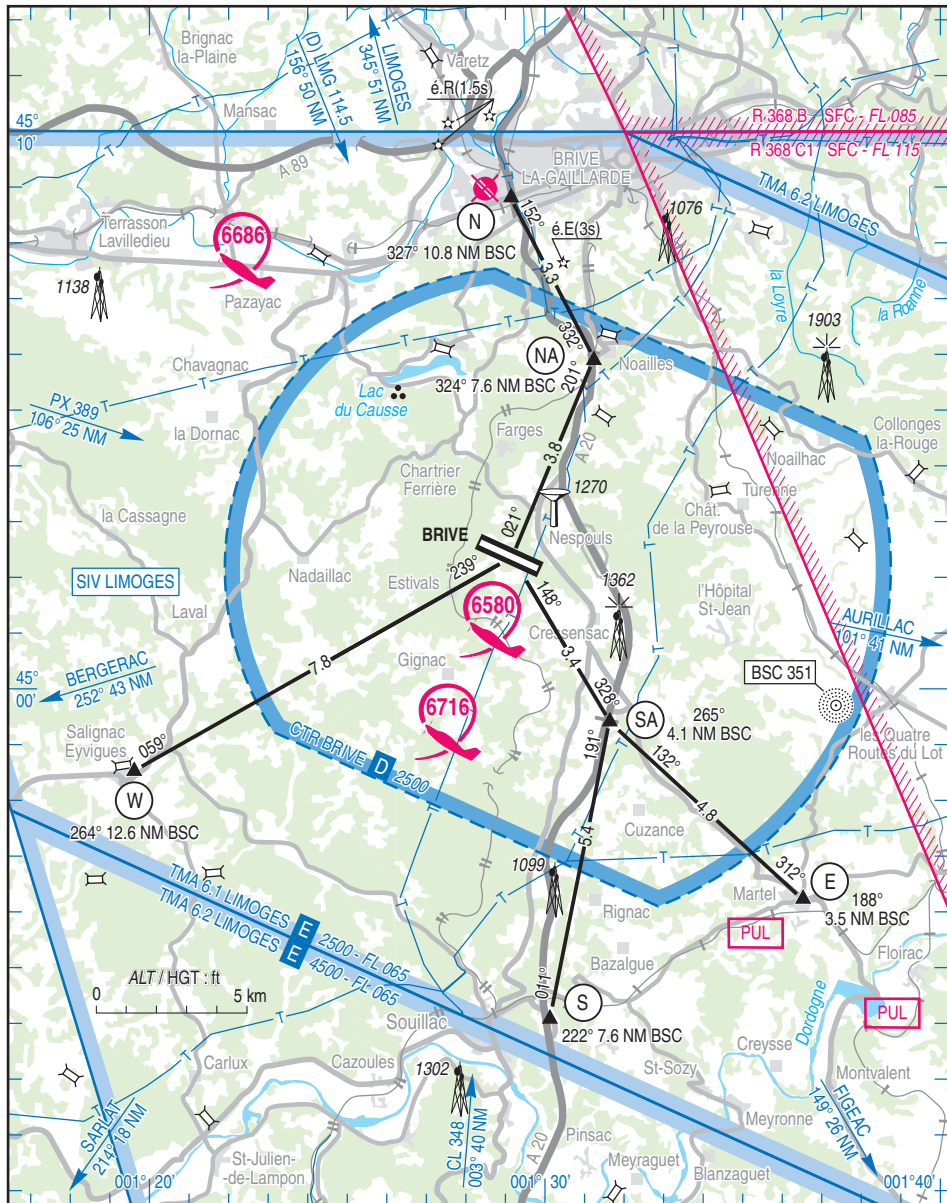 Brignac
la-Plaine
(D) LMG 114.5
156° 50 NM
LIMOGES
345° 51 NM
Varetz
é.R(1.5s)
Mansac
45°
10'
A 89
R 368 B SFC - FL 085
R 368 C1 SFC - FL 115
BRIVE
LA-GAILLARDE
TMA 6.2 LIMOGES
Terrasson
Lavilledieu
6686
N
327° 10.8 NM BSC
152°
é.E(3s)
1076
3.3
la Loyre
la Roanne
1138
Pazayac
1903
332°
NA
324° 7.6 NM BSC
201°
Noailles
Chavagnac
Lac
du Causse
PX 389
106° 25 NM
la Dornac
Farges
A 20
Collonges
la-Rouge
Noailhac
3.8
Chartrier
Ferrière
1270
Turenne
Chât.
de la Peyrouse
la Cassagne
021°
BRIVE
Nespouls
239°
SIV LIMOGES
Nadaillac
Estivals
148°
1362
l'Hôpital
St-Jean
6580
Laval
Cressensac
AURILLAC
101° 41 NM
7.8
3.4
Gignac
BERGERAC
252° 43 NM
45°
00'
BSC 351
328°
6716
SA
265°
4.1 NM BSC
Salignac
Eyvigues
059°
191°
132°
les Quatre
Routes du Lot
CTR BRIVE D 2500
W
264° 12.6 NM BSC
4.8
5.4
Cuzance
1099
312°
E
188°
3.5 NM BSC
Martel
TMA 6.1 LIMOGES E 2500 - FL 065
TMA 6.2 LIMOGES E 4500 - FL 065
Rignac
PUL
Floirac
Bazalgue
ALT / HGT : ft
0 5 km
011°
S
222° 7.6 NM BSC
Dordogne
PUL
Souillac
Creysse
Carlux
Cazoules
1302
St-Sozy
Montvalent
SARLAT
214° 18 NM
CL 348
003° 40 NM
Meyronne
FIGEAC
149° 26 NM
A 20
Pinsac
St-Julien-
de-Lampon
Meyraguet
Blanzaguet
001° 20'
001° 30'
001° 40'